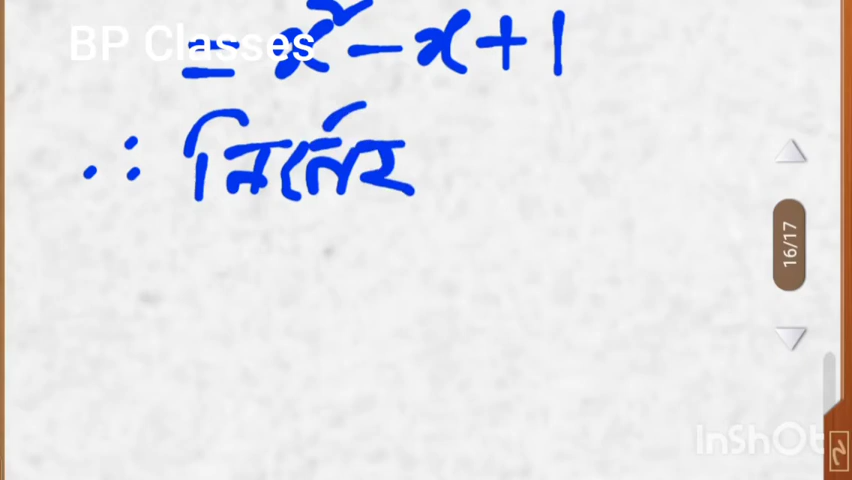 BP Classes
= x² - x + 1
∴ নির্নেহ
16/17
InShOt